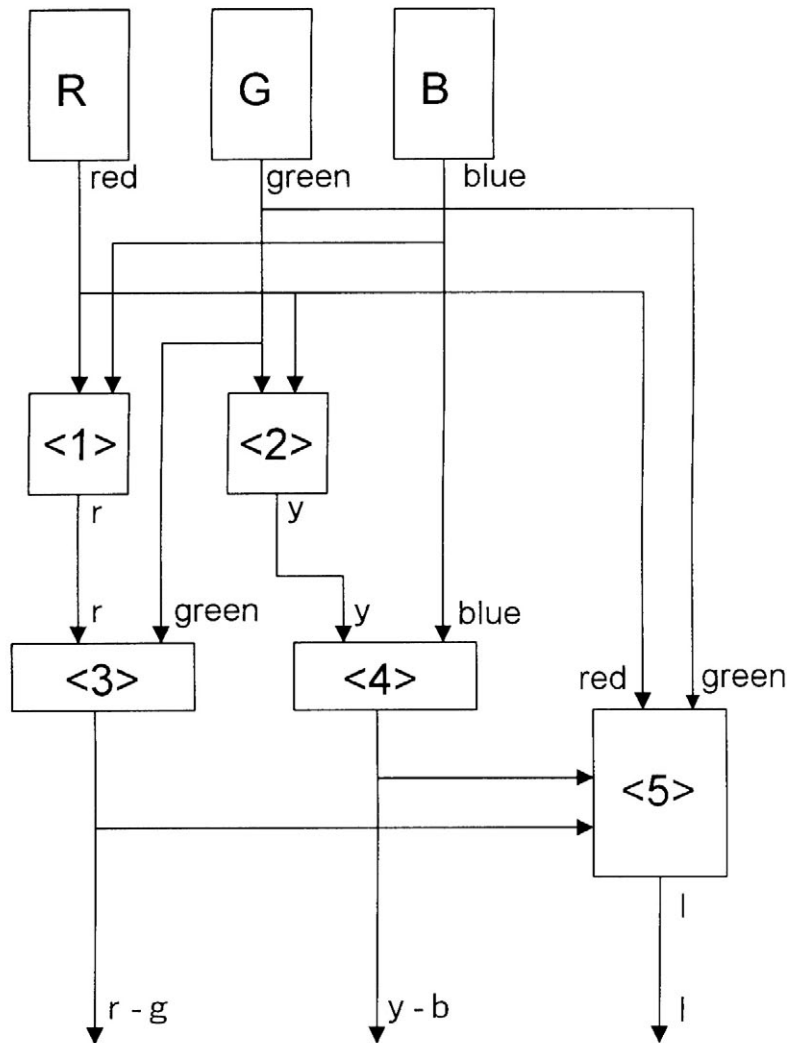 R G B
red green blue
<1> <2>
r y
r green y blue
<3> <4> red green
<5>
l
r - g y - b l